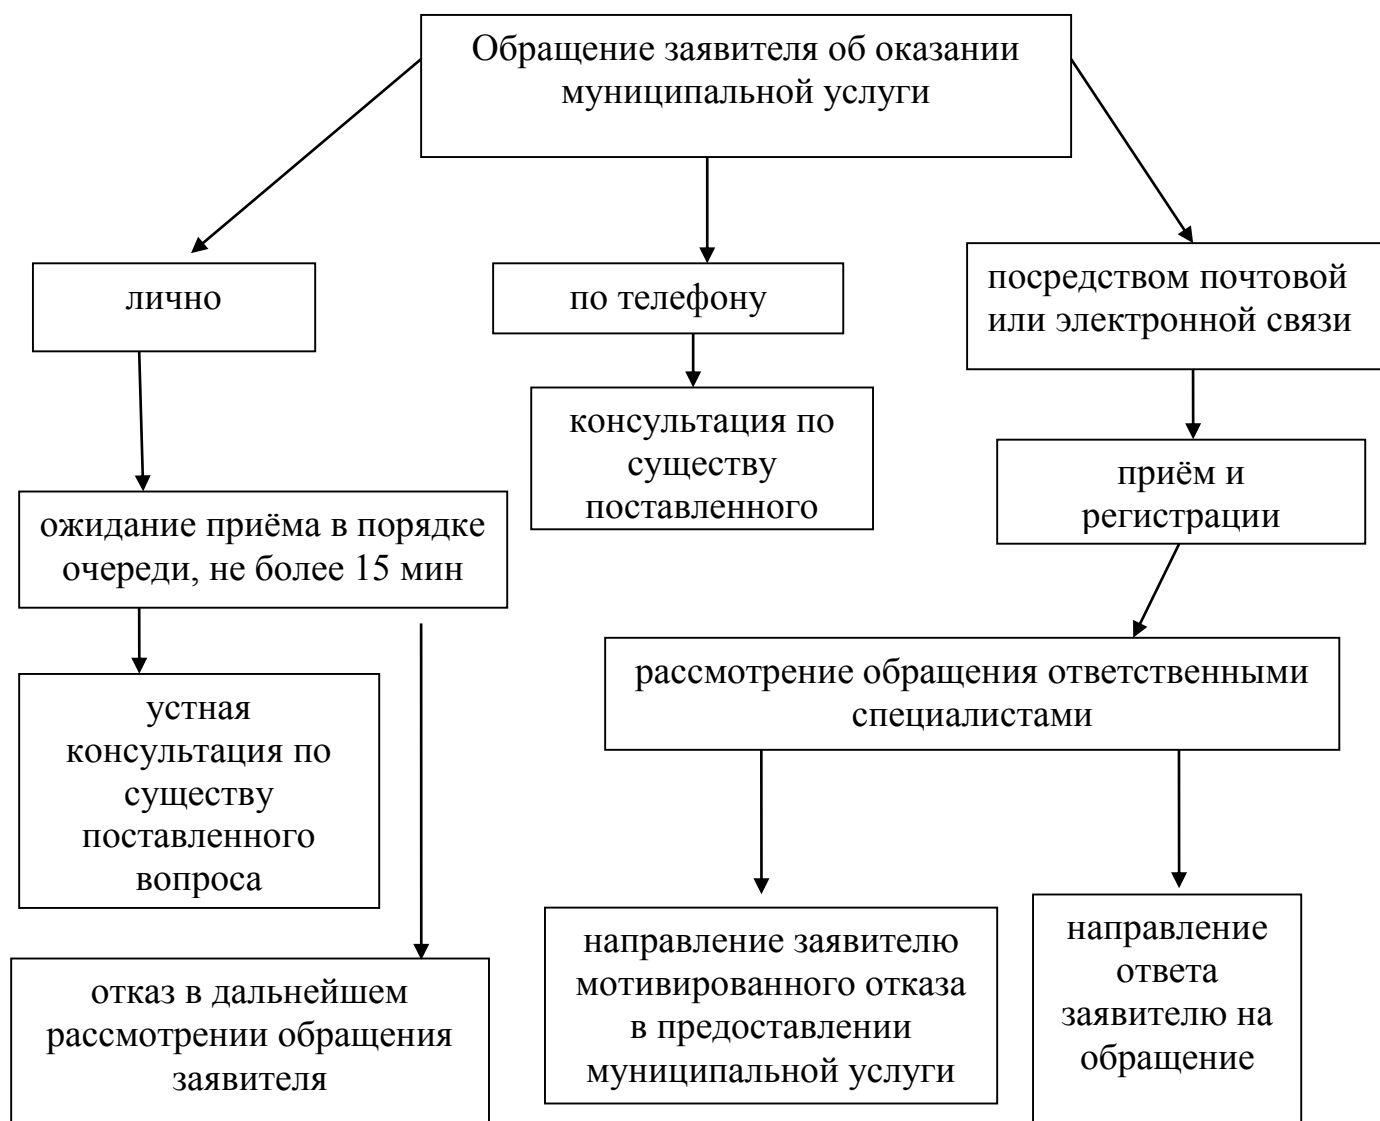 Обращение заявителя об оказании
муниципальной услуги
лично
по телефону
посредством почтовой
или электронной связи
консультация по
существу
поставленного
приём и
регистрации
ожидание приёма в порядке
очереди, не более 15 мин
рассмотрение обращения ответственными
специалистами
устная
консультация по
существу
поставленного
вопроса
направление заявителю
мотивированного отказа
в предоставлении
муниципальной услуги
направление
ответа
заявителю на
обращение
отказ в дальнейшем
рассмотрении обращения
заявителя